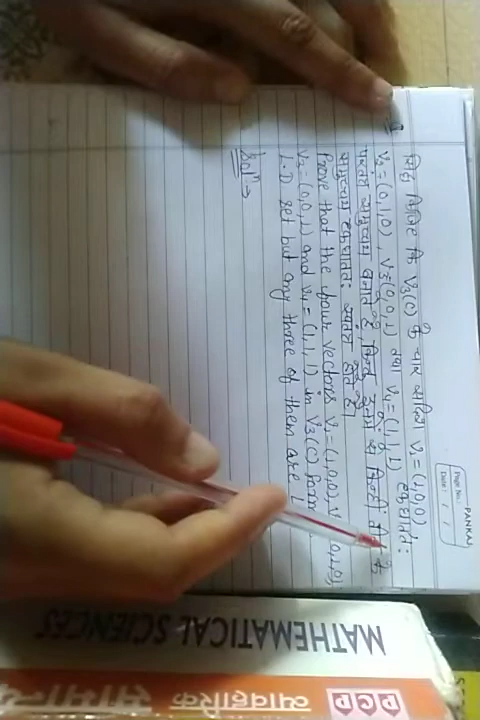 PANKAJ
Page No.:
Date: / /
सिद्ध कीजिए कि V3(C) के चार सदिश V1 = (1,0,0)
V2 = (0,1,0), V3 = (0,0,1) तथा V4 = (1,1,1) एकघातत:
परतंत्र समुच्चय बनाते है, किन्तु इनमें से किन्हीं के
समुच्चय एकघातत: स्वतंत्र होते है।
Prove that the four vectors V1 = (1,0,0), V 0,1,0),
V3 = (0,0,1) and V4 = (1,1,1) in V3(C) form
L.D set but any three of them are L
Solⁿ →
MATHEMATICAL SCIENCES
PCP व्यावहारिक सामान्य